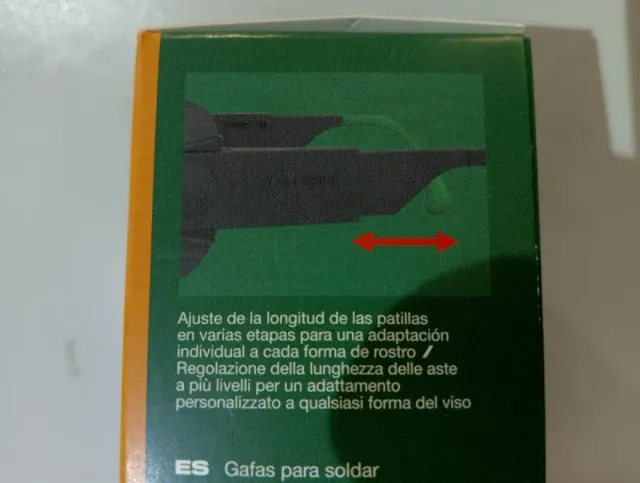 Ajuste de la longitud de las patillas
en varias etapas para una adaptación
individual a cada forma de rostro /
Regolazione della lunghezza delle aste
a più livelli per un adattamento
personalizzato a qualsiasi forma del viso
ES Gafas para soldar